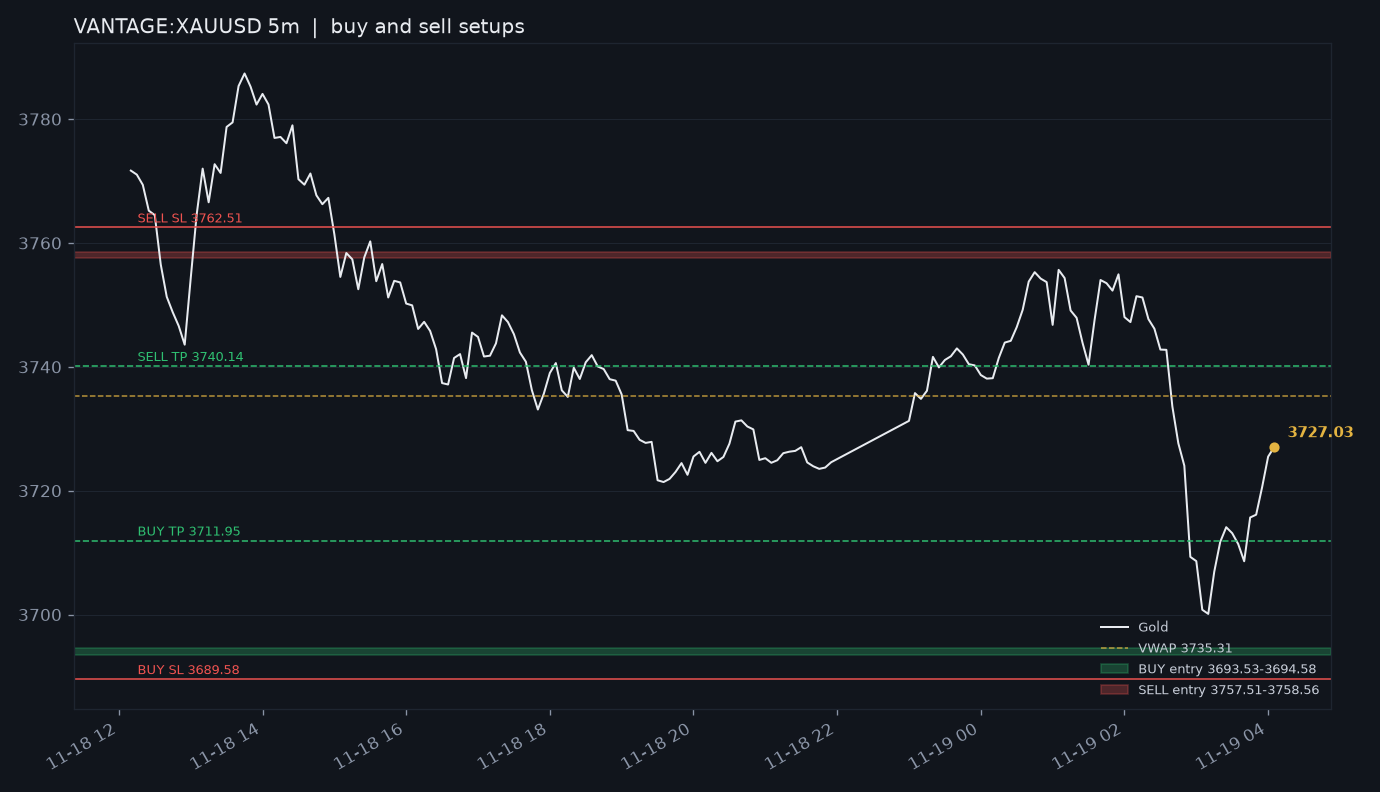 VANTAGE:XAUUSD 5m | buy and sell setups
3780
SELL SL 3762.51
3760
SELL TP 3740.14
3740
3727.03
3720
BUY TP 3711.95
3700
Gold
VWAP 3735.31
BUY SL 3689.58
BUY entry 3693.53-3694.58
SELL entry 3757.51-3758.56
11-18 12
11-18 14
11-18 16
11-18 18
11-18 20
11-18 22
11-19 00
11-19 02
11-19 04